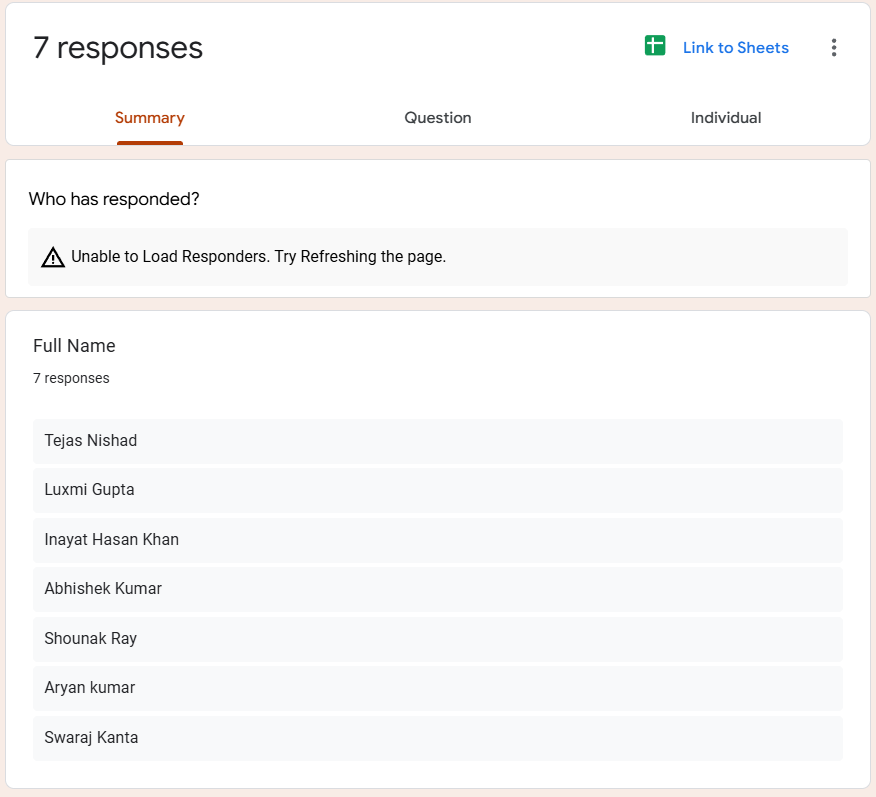 7 responses
Link to Sheets
Summary
Question
Individual
Who has responded?
Unable to Load Responders. Try Refreshing the page.
Full Name
7 responses
Tejas Nishad
Luxmi Gupta
Inayat Hasan Khan
Abhishek Kumar
Shounak Ray
Aryan kumar
Swaraj Kanta